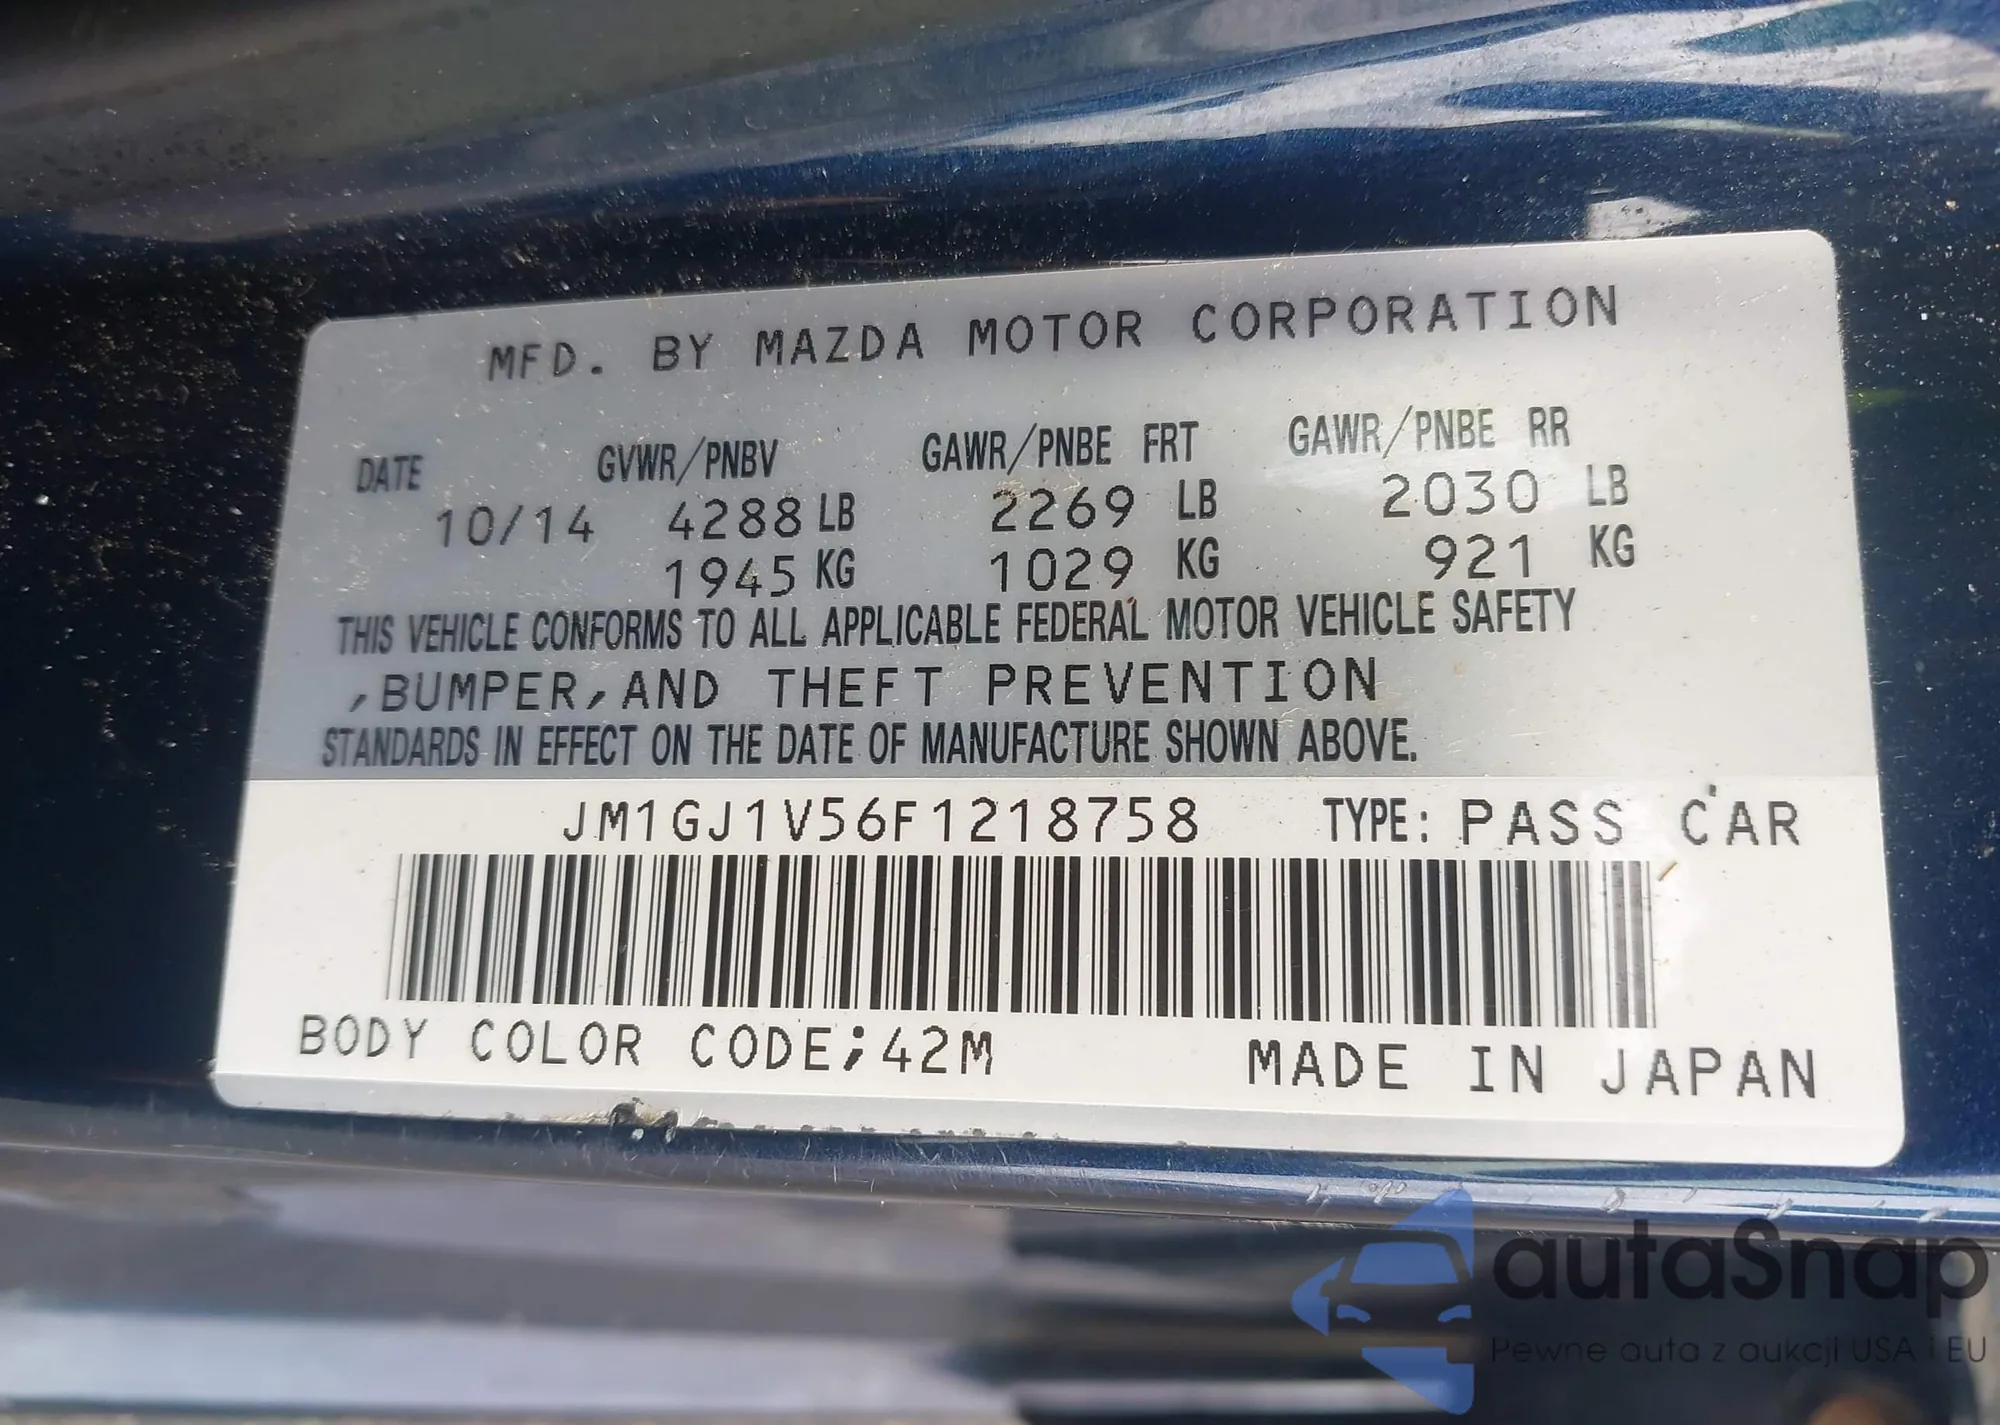 MFD. BY MAZDA MOTOR CORPORATION
DATE GVWR/PNBV GAWR/PNBE FRT GAWR/PNBE RR
10/14 4288 LB 2269 LB 2030 LB
1945 KG 1029 KG 921 KG
THIS VEHICLE CONFORMS TO ALL APPLICABLE FEDERAL MOTOR VEHICLE SAFETY
,BUMPER,AND THEFT PREVENTION
STANDARDS IN EFFECT ON THE DATE OF MANUFACTURE SHOWN ABOVE.
JM1GJ1V56F1218758 TYPE: PASS CAR
BODY COLOR CODE;42M MADE IN JAPAN
autaSnap
Pewne auta z aukcji USA i EU